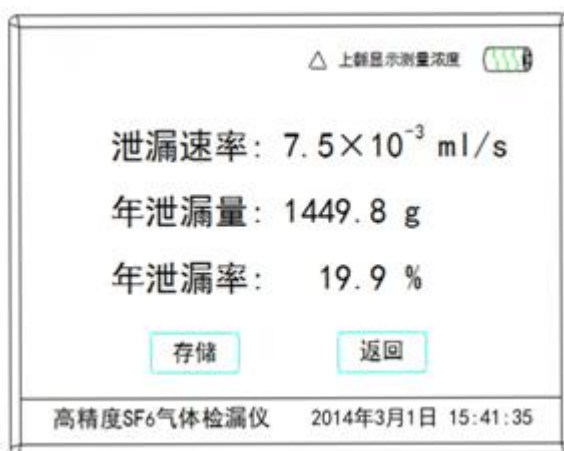 △ 上翻显示测量浓度
泄漏速率: 7.5×10⁻³ ml/s
年泄漏量: 1449.8 g
年泄漏率: 19.9 %
存储 返回
高精度SF6气体检漏仪 2014年3月1日 15:41:35